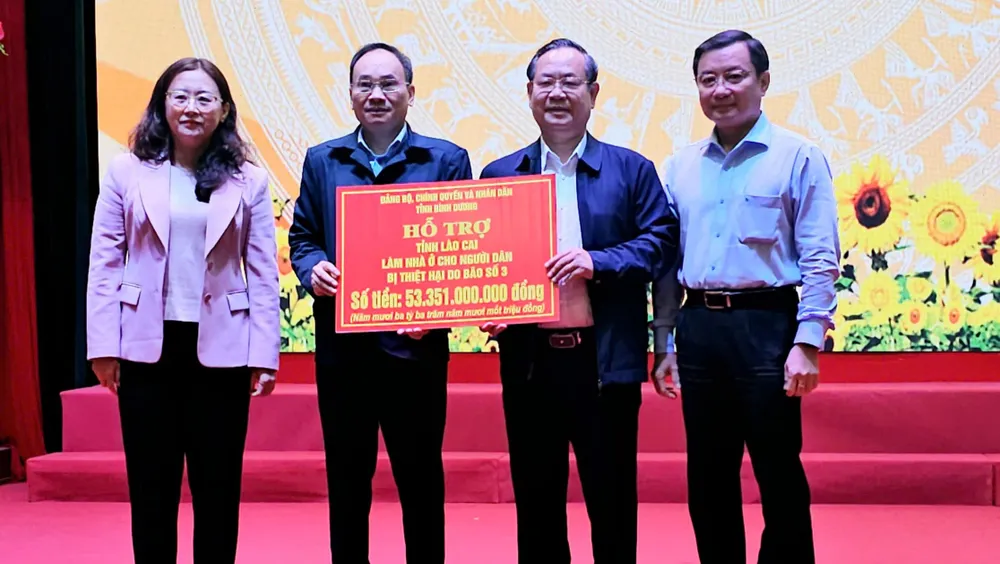 ĐẢNG BỘ, CHÍNH QUYỀN VÀ NHÂN DÂN
TỈNH BÌNH DƯƠNG
HỖ TRỢ
TỈNH LÀO CAI
LÀM NHÀ Ở CHO NGƯỜI DÂN
BỊ THIỆT HẠI DO BÃO SỐ 3
Số tiền: 53.351.000.000 đồng
(Năm mươi ba tỷ ba trăm năm mươi mốt triệu đồng)